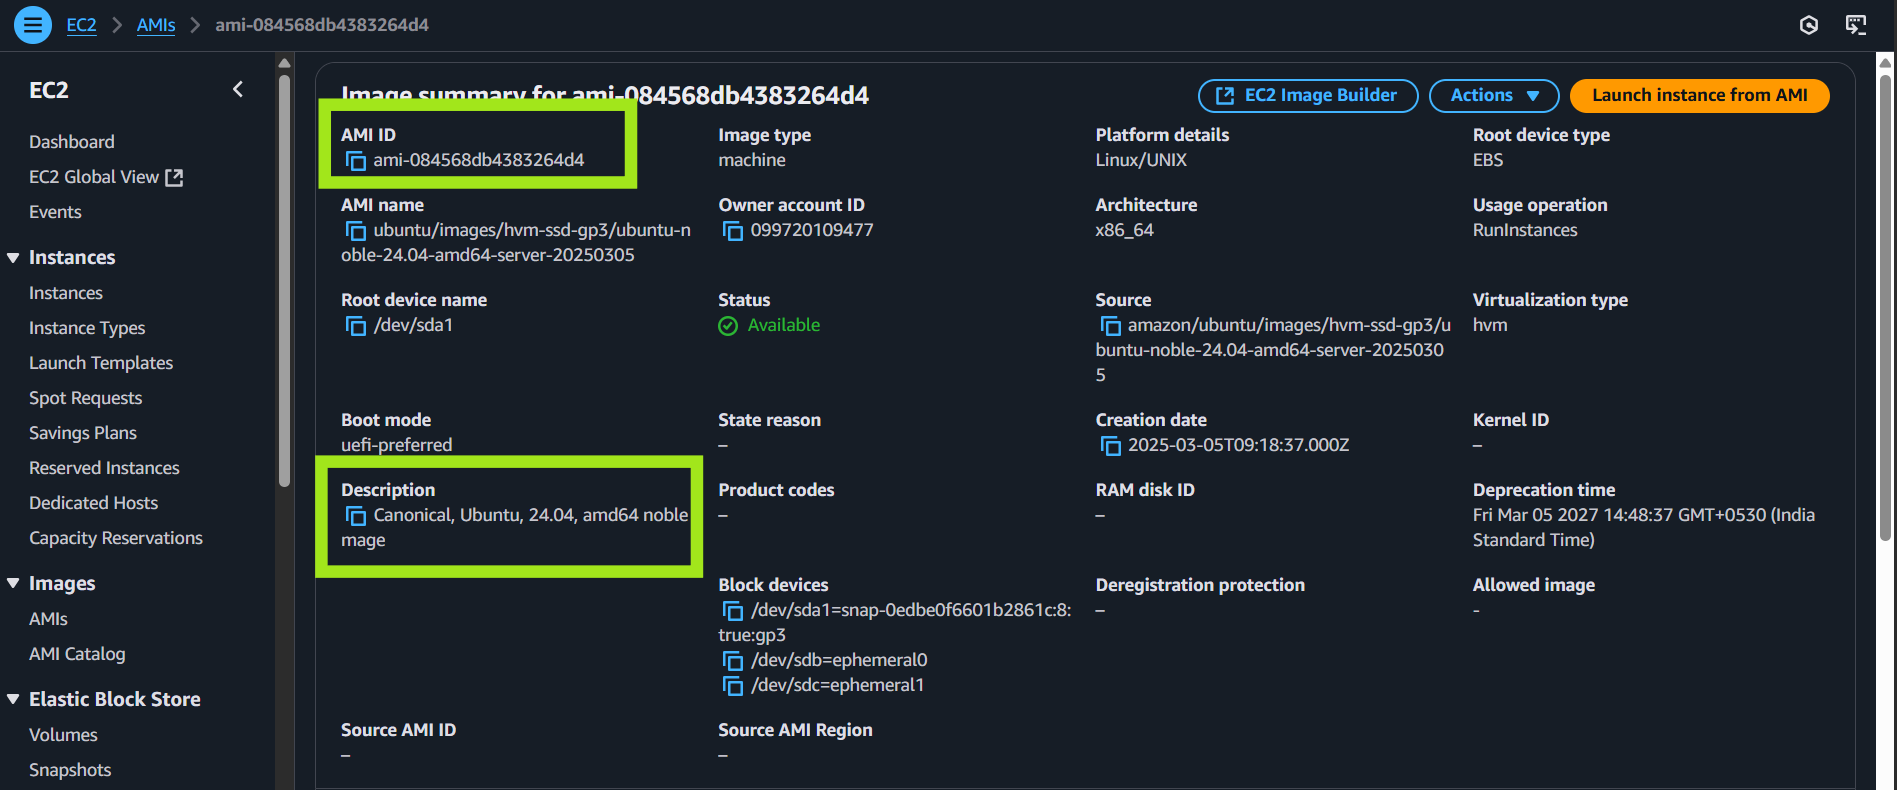 EC2 > AMIs > ami-084568db4383264d4
EC2
Dashboard
EC2 Global View
Events
Instances
Instances
Instance Types
Launch Templates
Spot Requests
Savings Plans
Reserved Instances
Dedicated Hosts
Capacity Reservations
Images
AMIs
AMI Catalog
Elastic Block Store
Volumes
Snapshots
Image summary for ami-084568db4383264d4
EC2 Image Builder
Actions
Launch instance from AMI
AMI ID
ami-084568db4383264d4
Image type
machine
Platform details
Linux/UNIX
Root device type
EBS
AMI name
ubuntu/images/hvm-ssd-gp3/ubuntu-n
oble-24.04-amd64-server-20250305
Owner account ID
099720109477
Architecture
x86_64
Usage operation
RunInstances
Root device name
/dev/sda1
Status
Available
Source
amazon/ubuntu/images/hvm-ssd-gp3/u
buntu-noble-24.04-amd64-server-2025030
5
Virtualization type
hvm
Boot mode
uefi-preferred
State reason
–
Creation date
2025-03-05T09:18:37.000Z
Kernel ID
–
Description
Canonical, Ubuntu, 24.04, amd64 noble
mage
Product codes
–
RAM disk ID
–
Deprecation time
Fri Mar 05 2027 14:48:37 GMT+0530 (India
Standard Time)
Block devices
/dev/sda1=snap-0edbe0f6601b2861c:8:
true:gp3
/dev/sdb=ephemeral0
/dev/sdc=ephemeral1
Deregistration protection
–
Allowed image
-
Source AMI ID
–
Source AMI Region
–